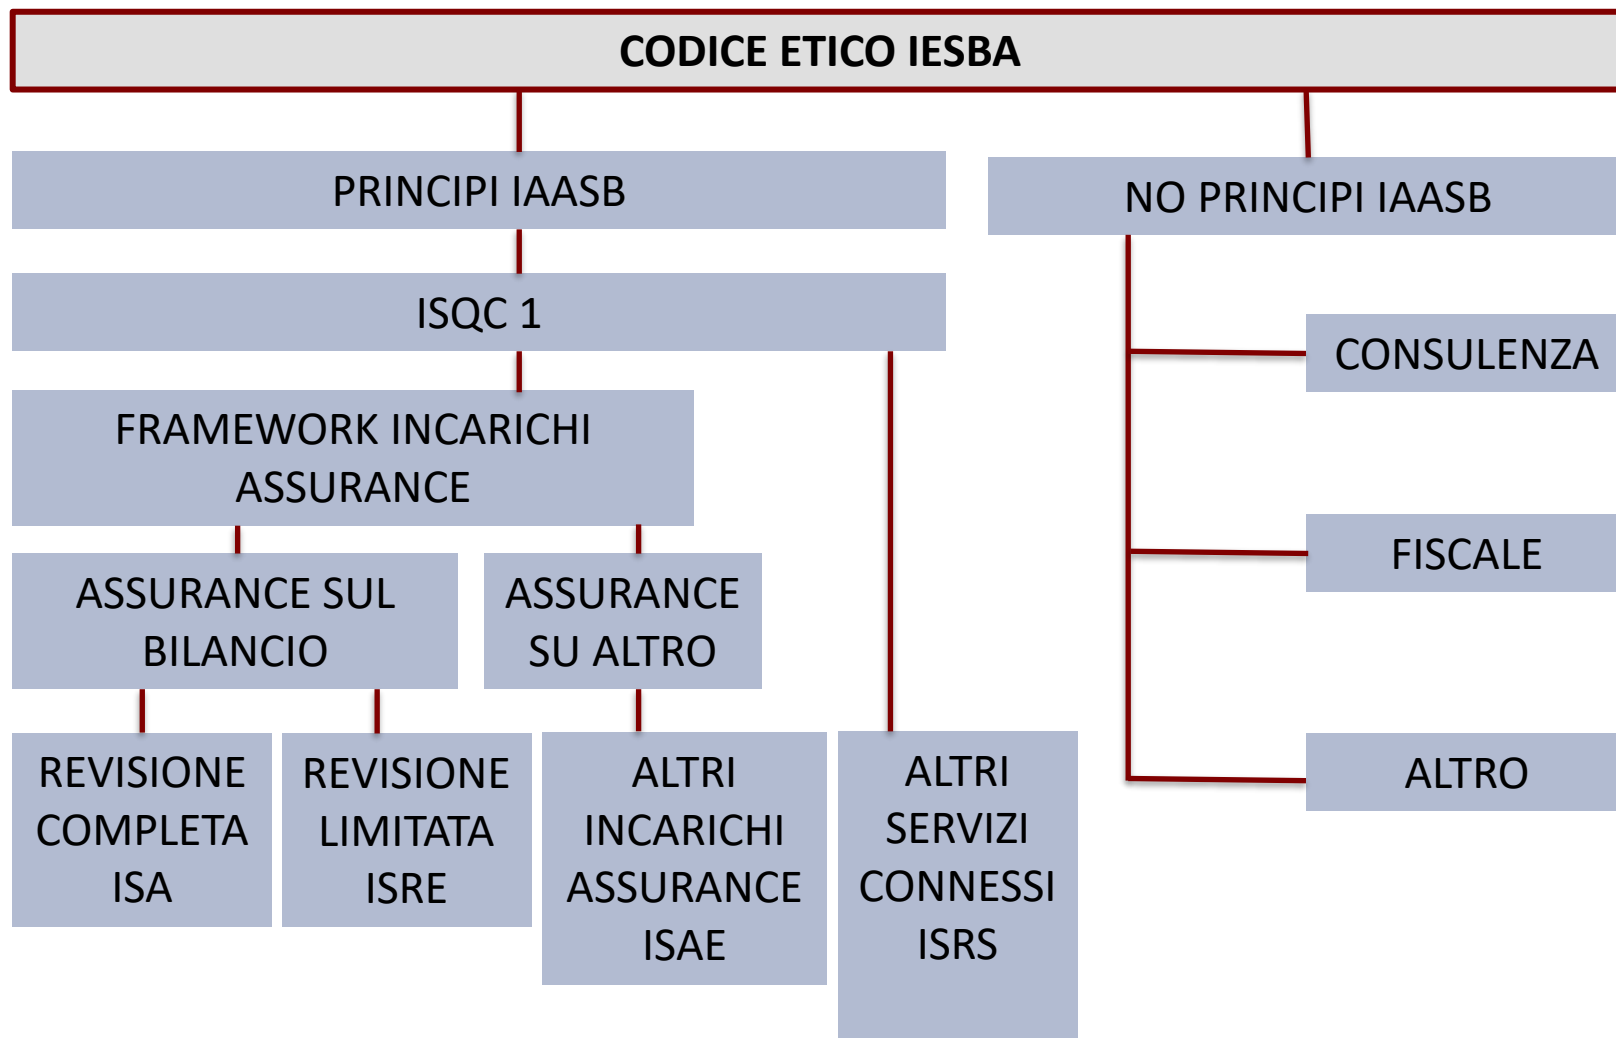 CODICE ETICO IESBA
PRINCIPI IAASB
NO PRINCIPI IAASB
ISQC 1
CONSULENZA
FRAMEWORK INCARICHI
ASSURANCE
FISCALE
ASSURANCE SUL
BILANCIO
ASSURANCE
SU ALTRO
REVISIONE
COMPLETA
ISA
REVISIONE
LIMITATA
ISRE
ALTRI
INCARICHI
ASSURANCE
ISAE
ALTRI
SERVIZI
CONNESSI
ISRS
ALTRO